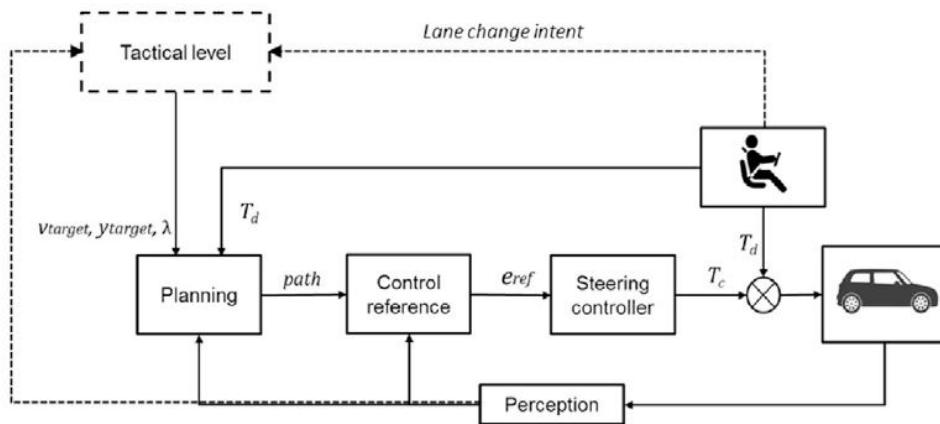 Lane change intent
Tactical level
vtarget, ytarget, λ
Td
Td
Planning
path
Control
reference
eref
Steering
controller
Tc
Perception